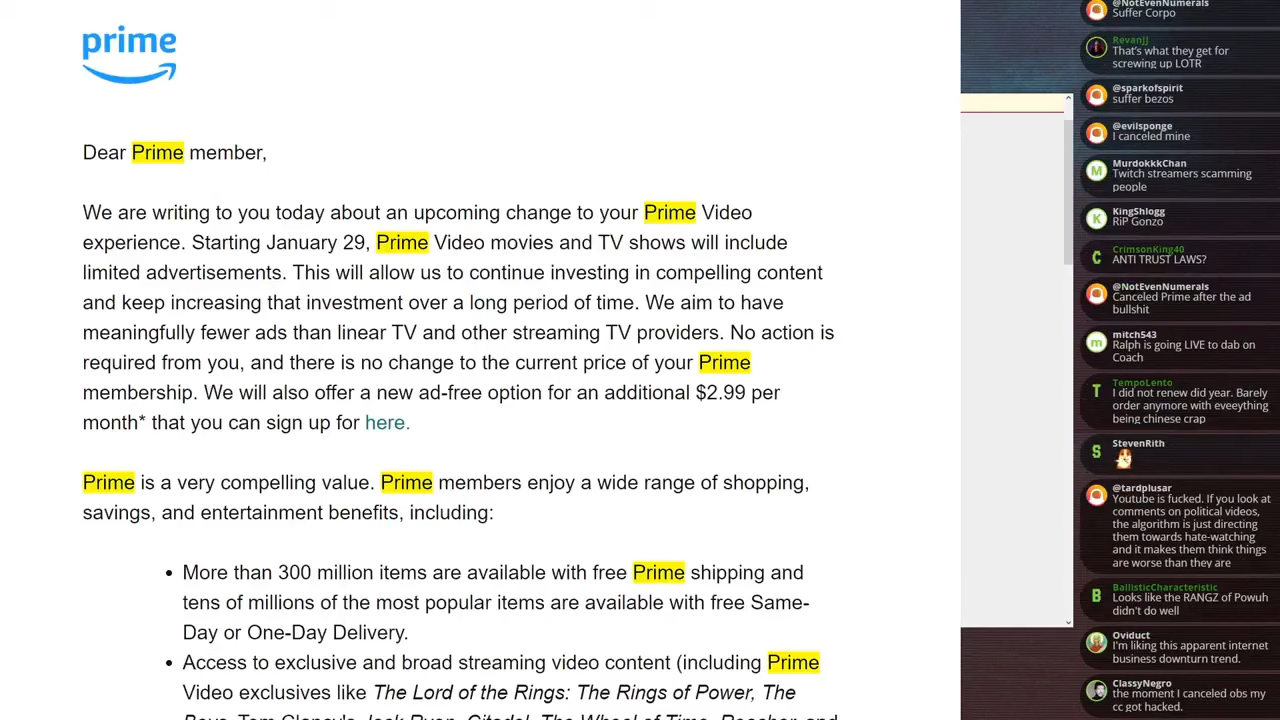 prime
Dear Prime member,
We are writing to you today about an upcoming change to your Prime Video
experience. Starting January 29, Prime Video movies and TV shows will include
limited advertisements. This will allow us to continue investing in compelling content
and keep increasing that investment over a long period of time. We aim to have
meaningfully fewer ads than linear TV and other streaming TV providers. No action is
required from you, and there is no change to the current price of your Prime
membership. We will also offer a new ad-free option for an additional $2.99 per
month* that you can sign up for here.
Prime is a very compelling value. Prime members enjoy a wide range of shopping,
savings, and entertainment benefits, including:
• More than 300 million items are available with free Prime shipping and
tens of millions of the most popular items are available with free Same-
Day or One-Day Delivery.
• Access to exclusive and broad streaming video content (including Prime
Video exclusives like The Lord of the Rings: The Rings of Power, The
Boys, Tom Clancy's Jack Ryan, Citadel, The Wheel of Time, Reacher, and
@NotEvenNumerals
Suffer Corpo
RevanJJ
That's what they get for
screwing up LOTR
@sparkofspirit
suffer bezos
@evilsponge
I canceled mine
MurdokkkChan
Twitch streamers scamming
people
KingShlogg
RiP Gonzo
CrimsonKing40
ANTI TRUST LAWS?
@NotEvenNumerals
Canceled Prime after the ad
bullshit
mitch543
Ralph is going LIVE to dab on
Coach
TempoLento
I did not renew did year. Barely
order anymore with eveything
being chinese crap
StevenRith
@tardplusar
Youtube is fucked. If you look at
comments on political videos,
the algorithm is just directing
them towards hate-watching
and it makes them think things
are worse than they are
BallisticCharacteristic
Looks like the RANGZ of Powuh
didn't do well
Oviduct
I'm liking this apparent internet
business downturn trend.
ClassyNegro
the moment I canceled obs my
cc got hacked.